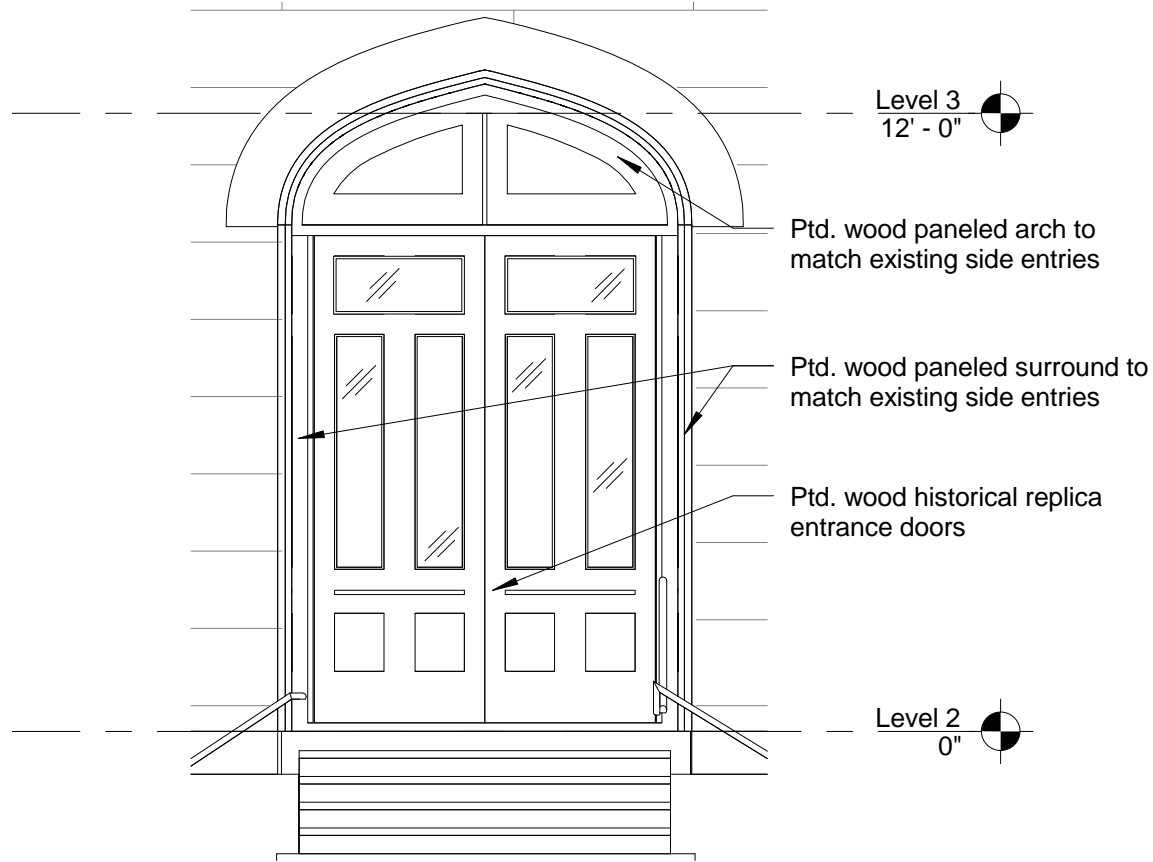 Level 3
12' - 0"
Ptd. wood paneled arch to
match existing side entries
Ptd. wood paneled surround to
match existing side entries
Ptd. wood historical replica
entrance doors
Level 2
0"